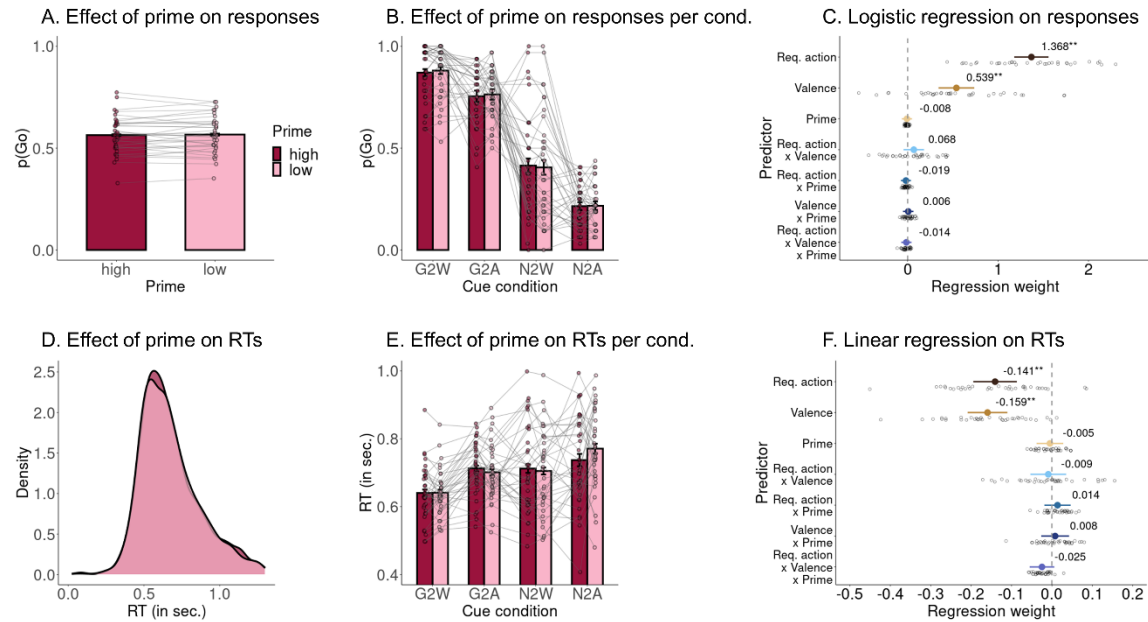 A. Effect of prime on responses
1.0
0.5
0.0
p(Go)
high
low
Prime
Prime
high
low
B. Effect of prime on responses per cond.
1.0
0.5
0.0
p(Go)
G2W
G2A
N2W
N2A
Cue condition
C. Logistic regression on responses
Predictor
Req. action
1.368**
Valence
0.539**
Prime
-0.008
Req. action
x Valence
0.068
Req. action
x Prime
-0.019
Valence
x Prime
0.006
Req. action
x Valence
x Prime
-0.014
0
1
2
Regression weight
D. Effect of prime on RTs
2.5
2.0
1.5
1.0
0.5
0.0
Density
0.0
0.5
1.0
RT (in sec.)
E. Effect of prime on RTs per cond.
1.0
0.8
0.6
0.4
RT (in sec.)
G2W
G2A
N2W
N2A
Cue condition
F. Linear regression on RTs
Predictor
Req. action
-0.141**
Valence
-0.159**
Prime
-0.005
Req. action
x Valence
-0.009
Req. action
x Prime
0.014
Valence
x Prime
0.008
Req. action
x Valence
x Prime
-0.025
-0.5
-0.4
-0.3
-0.2
-0.1
0.0
0.1
0.2
Regression weight